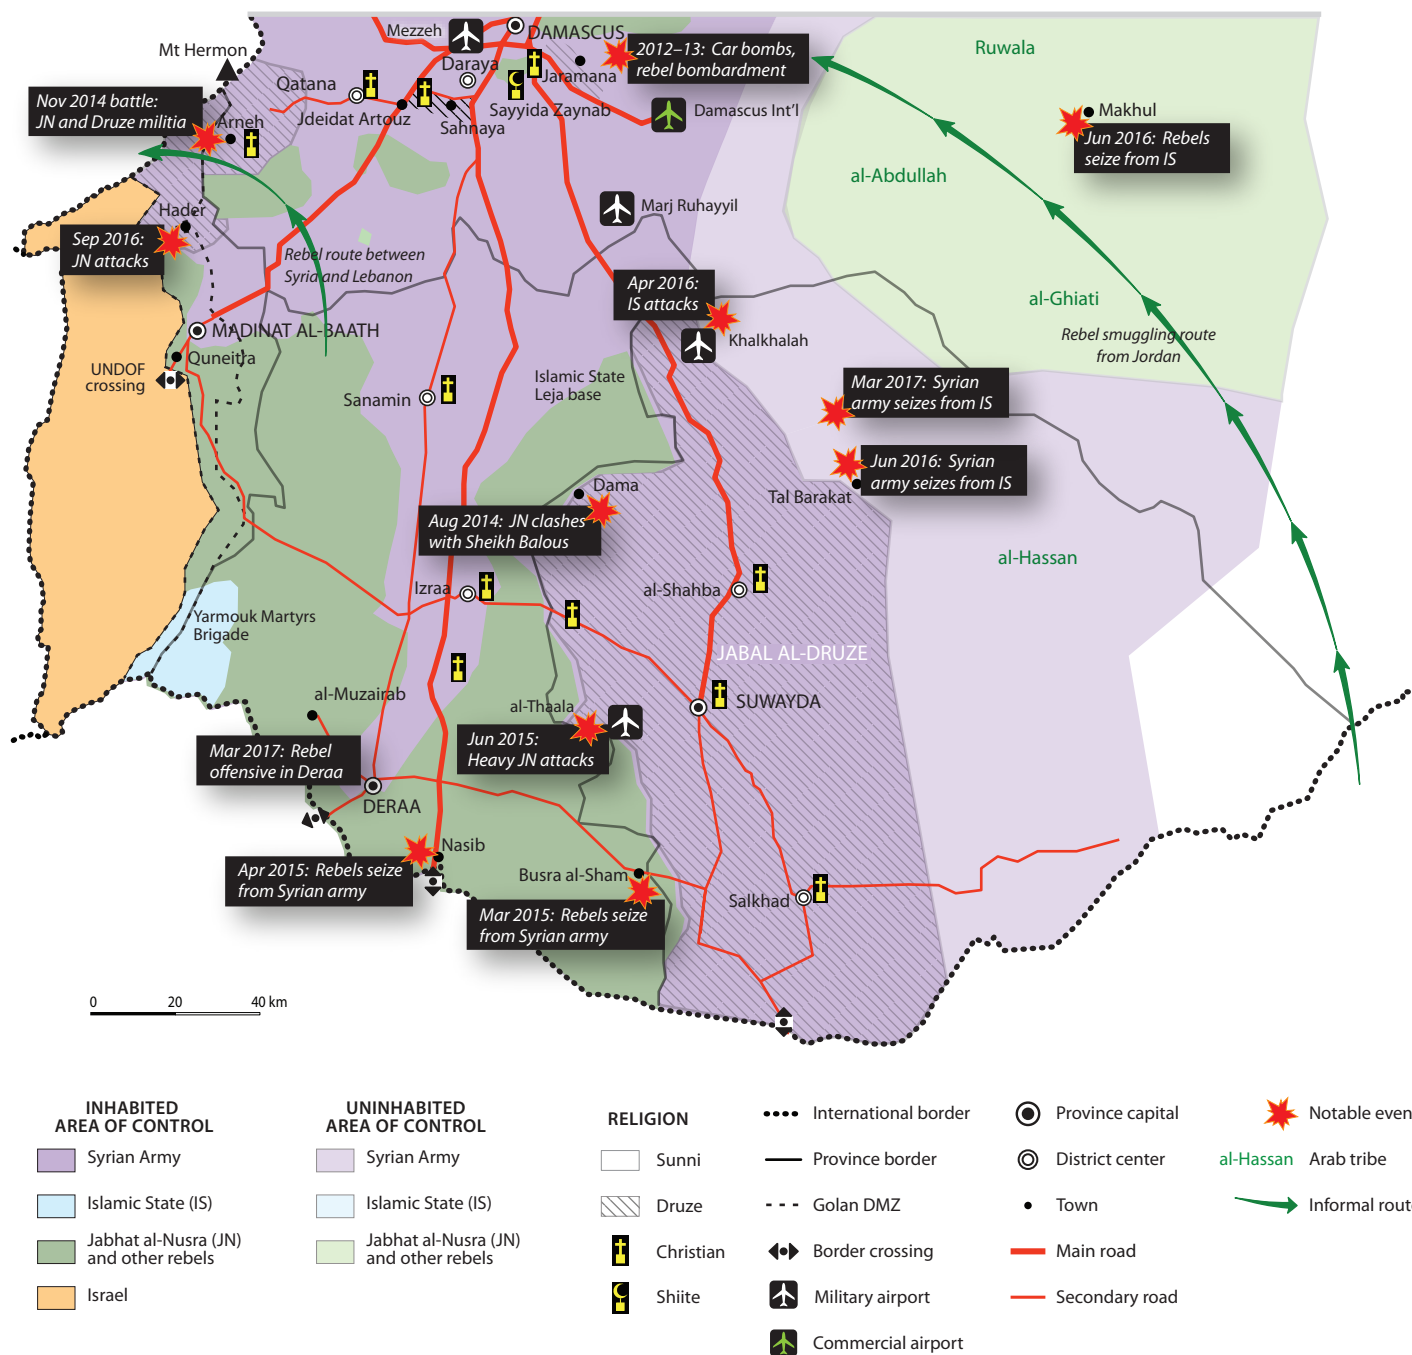 Mezzeh
DAMASCUS
Ruwala
Mt Hermon
2012–13: Car bombs,
rebel bombardment
Daraya
Jaramana
Qatana
Nov 2014 battle:
JN and Druze militia
Makhul
Sayyida Zaynab
Damascus Int'l
Jdeidat Artouz
Arneh
Sahnaya
Jun 2016: Rebels
seize from IS
al-Abdullah
Marj Ruhayyil
Hader
Sep 2016:
JN attacks
Rebel route between
Syria and Lebanon
Apr 2016:
IS attacks
al-Ghiati
Rebel smuggling route
from Jordan
MADINAT AL-BAATH
Khalkhalah
Quneitra
UNDOF
crossing
Islamic State
Leja base
Mar 2017: Syrian
army seizes from IS
Sanamin
Jun 2016: Syrian
army seizes from IS
Dama
Tal Barakat
Aug 2014: JN clashes
with Sheikh Balous
al-Hassan
Izraa
al-Shahba
Yarmouk Martyrs
Brigade
JABAL AL-DRUZE
al-Muzairab
al-Thaala
SUWAYDA
Mar 2017: Rebel
offensive in Deraa
Jun 2015:
Heavy JN attacks
DERAA
Nasib
Apr 2015: Rebels seize
from Syrian army
Busra al-Sham
Salkhad
Mar 2015: Rebels seize
from Syrian army
0 20 40 km
INHABITED
AREA OF CONTROL
Syrian Army
Islamic State (IS)
Jabhat al-Nusra (JN)
and other rebels
Israel
UNINHABITED
AREA OF CONTROL
Syrian Army
Islamic State (IS)
Jabhat al-Nusra (JN)
and other rebels
RELIGION
Sunni
Druze
Christian
Shiite
International border
Province border
Golan DMZ
Border crossing
Military airport
Commercial airport
Province capital
District center
Town
Main road
Secondary road
Notable even
al-Hassan Arab tribe
Informal rout